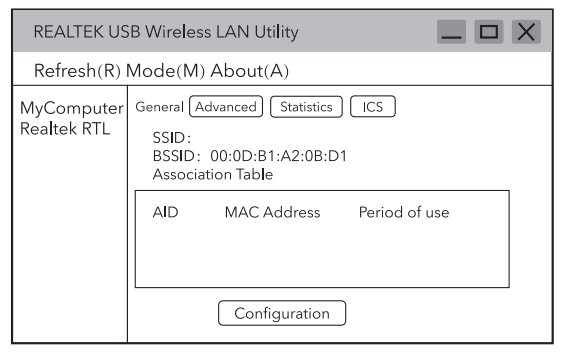 REALTEK USB Wireless LAN Utility
Refresh(R) Mode(M) About(A)
MyComputer
Realtek RTL
General Advanced Statistics ICS
SSID:
BSSID: 00:0D:B1:A2:0B:D1
Association Table
AID MAC Address Period of use
Configuration